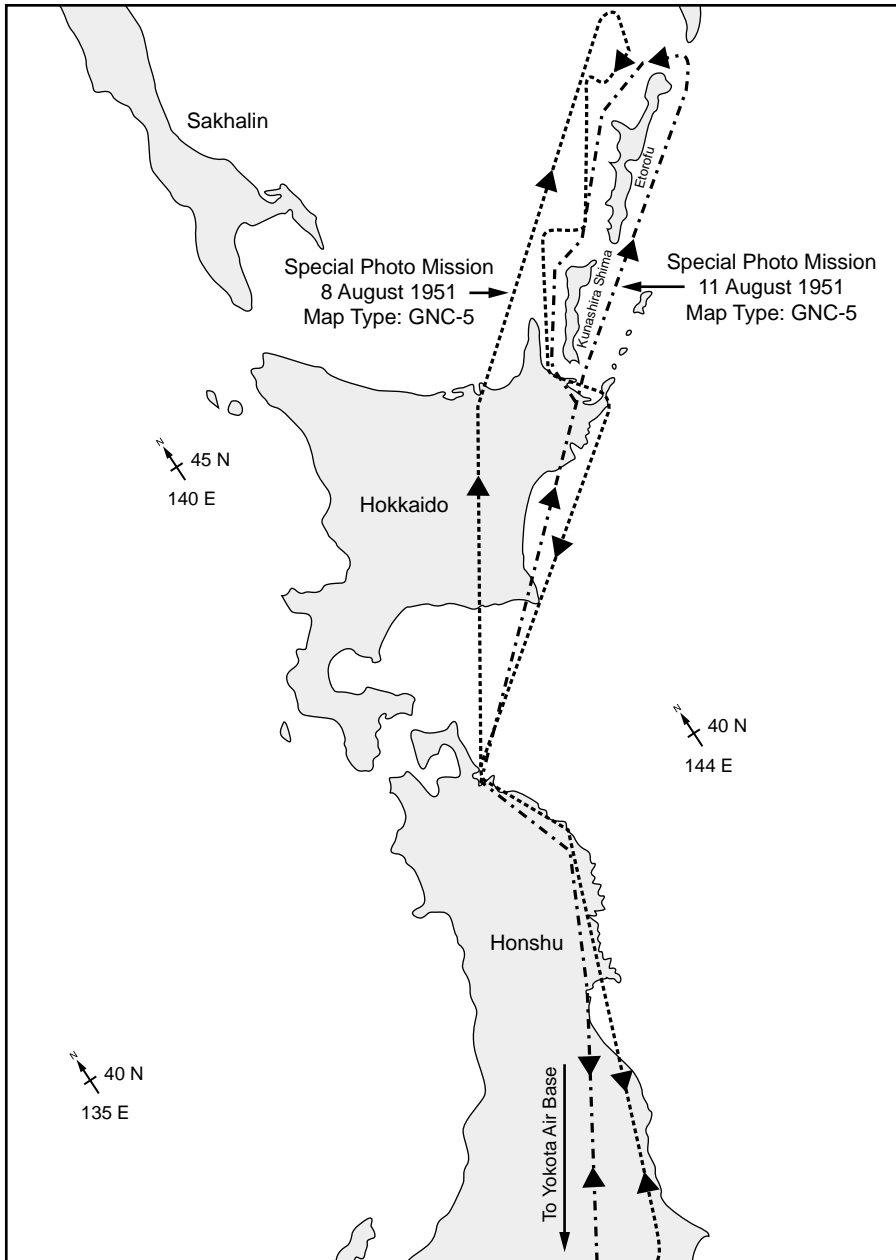 Sakhalin
Etorofu
Kunashira Shima
Special Photo Mission
8 August 1951
Map Type: GNC-5
Special Photo Mission
11 August 1951
Map Type: GNC-5
N
45 N
140 E
Hokkaido
N
40 N
144 E
Honshu
N
40 N
135 E
To Yokota Air Base